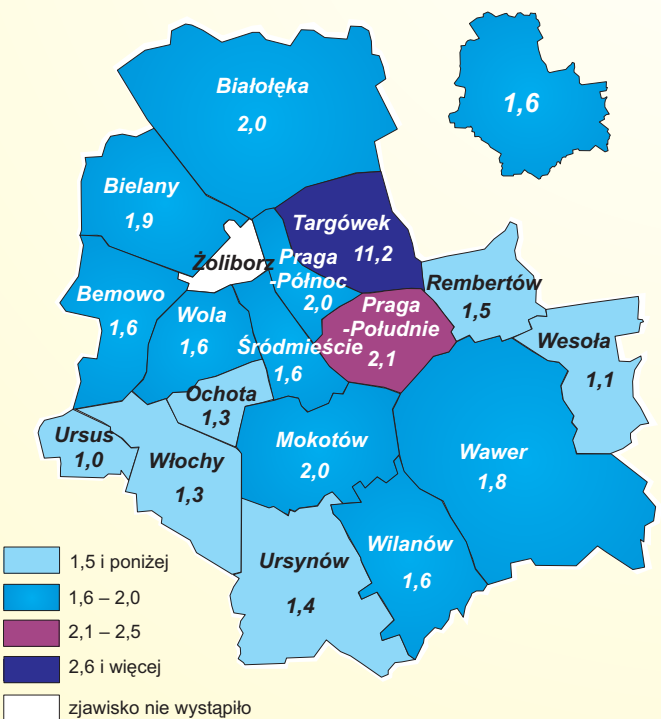 Białołęka
2,0
1,6
Bielany
1,9
Targówek
11,2
Żoliborz
Praga
-Północ
2,0
Rembertów
1,5
Bemowo
1,6
Wola
1,6
Praga
-Południe
2,1
Śródmieście
1,6
Wesoła
1,1
Ochota
1,3
Ursus
1,0
Włochy
1,3
Mokotów
2,0
Wawer
1,8
Ursynów
1,4
Wilanów
1,6
1,5 i poniżej
1,6 – 2,0
2,1 – 2,5
2,6 i więcej
zjawisko nie wystąpiło